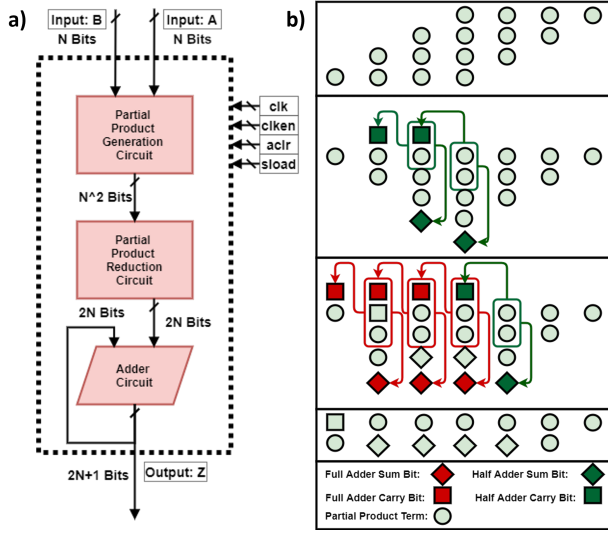 a)
Input: B
Input: A
N Bits
N Bits
Partial
Product
Generation
Circuit
clk
clken
aclr
sload
N^2 Bits
Partial
Product
Reduction
Circuit
2N Bits
2N Bits
Adder
Circuit
2N+1 Bits
Output: Z
b)
Full Adder Sum Bit:
Half Adder Sum Bit:
Full Adder Carry Bit:
Half Adder Carry Bit:
Partial Product Term: